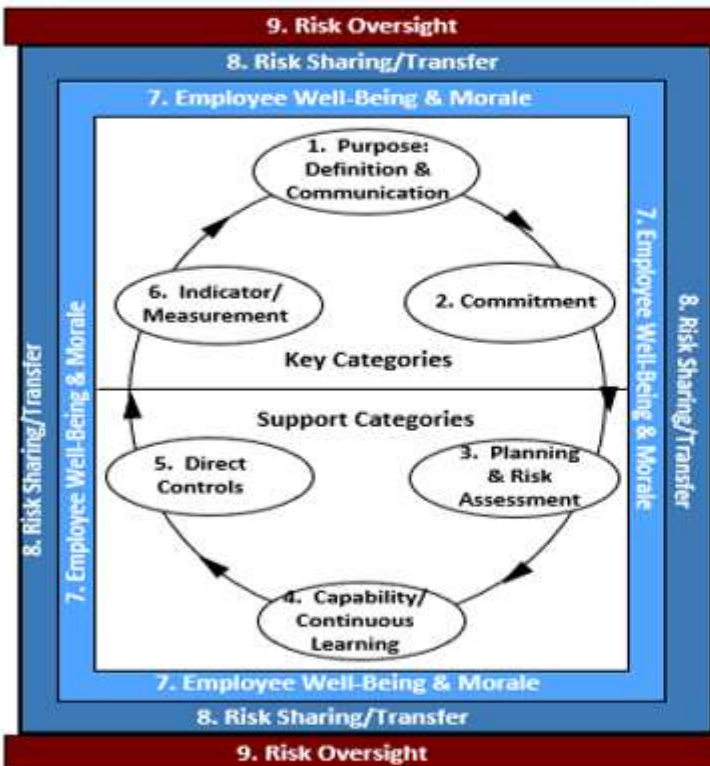 9. Risk Oversight
8. Risk Sharing/Transfer
7. Employee Well-Being & Morale
1. Purpose:
Definition &
Communication
6. Indicator/
Measurement
2. Commitment
Key Categories
Support Categories
5. Direct
Controls
3. Planning
& Risk
Assessment
4. Capability/
Continuous
Learning
8. Risk Sharing/Transfer
7. Employee Well-Being & Morale
7. Employee Well-Being & Morale
8. Risk Sharing/Transfer
7. Employee Well-Being & Morale
8. Risk Sharing/Transfer
9. Risk Oversight